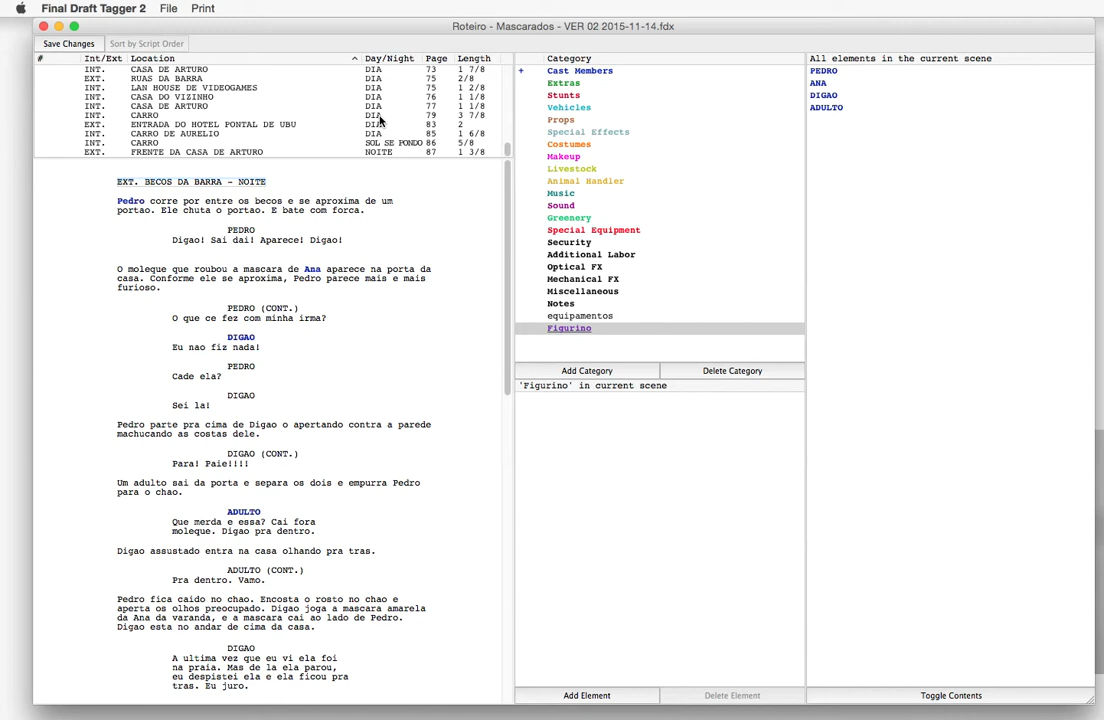 Final Draft Tagger 2 File Print
Roteiro - Mascarados - VER 02 2015-11-14.fdx
Save Changes Sort by Script Order
# Int/Ext Location Day/Night Page Length
INT. CASA DE ARTURO DIA 73 1 7/8
EXT. RUAS DA BARRA DIA 75 2/8
INT. LAN HOUSE DE VIDEOGAMES DIA 75 1 2/8
INT. CASA DO VIZINHO DIA 76 1 1/8
INT. CASA DE ARTURO DIA 77 1 1/8
INT. CARRO DIA 79 3 7/8
EXT. ENTRADA DO HOTEL PONTAL DE UBU DIA 83 2
INT. CARRO DE AURELIO DIA 85 1 6/8
INT. CARRO SOL SE PONDO 86 5/8
EXT. FRENTE DA CASA DE ARTURO NOITE 87 1 3/8
EXT. BECOS DA BARRA - NOITE
Pedro corre por entre os becos e se aproxima de um
portao. Ele chuta o portao. E bate com forca.
PEDRO
Digao! Sai dai! Aparece! Digao!
O moleque que roubou a mascara de Ana aparece na porta da
casa. Conforme ele se aproxima, Pedro parece mais e mais
furioso.
PEDRO (CONT.)
O que ce fez com minha irma?
DIGAO
Eu nao fiz nada!
PEDRO
Cade ela?
DIGAO
Sei la!
Pedro parte pra cima de Digao o apertando contra a parede
machucando as costas dele.
DIGAO (CONT.)
Para! Paie!!!!
Um adulto sai da porta e separa os dois e empurra Pedro
para o chao.
ADULTO
Que merda e essa? Cai fora
moleque. Digao pra dentro.
Digao assustado entra na casa olhando pra tras.
ADULTO (CONT.)
Pra dentro. Vamo.
Pedro fica caido no chao. Encosta o rosto no chao e
aperta os olhos preocupado. Digao joga a mascara amarela
da Ana da varanda, e a mascara cai ao lado de Pedro.
Digao esta no andar de cima da casa.
DIGAO
A ultima vez que eu vi ela foi
na praia. Mas de la ela parou,
eu despistei ela e ela ficou pra
tras. Eu juro.
Category
+ Cast Members
Extras
Stunts
Vehicles
Props
Special Effects
Costumes
Makeup
Livestock
Animal Handler
Music
Sound
Greenery
Special Equipment
Security
Additional Labor
Optical FX
Mechanical FX
Miscellaneous
Notes
equipamentos
Figurino
Add Category Delete Category
'Figurino' in current scene
Add Element Delete Element
All elements in the current scene
PEDRO
ANA
DIGAO
ADULTO
Toggle Contents